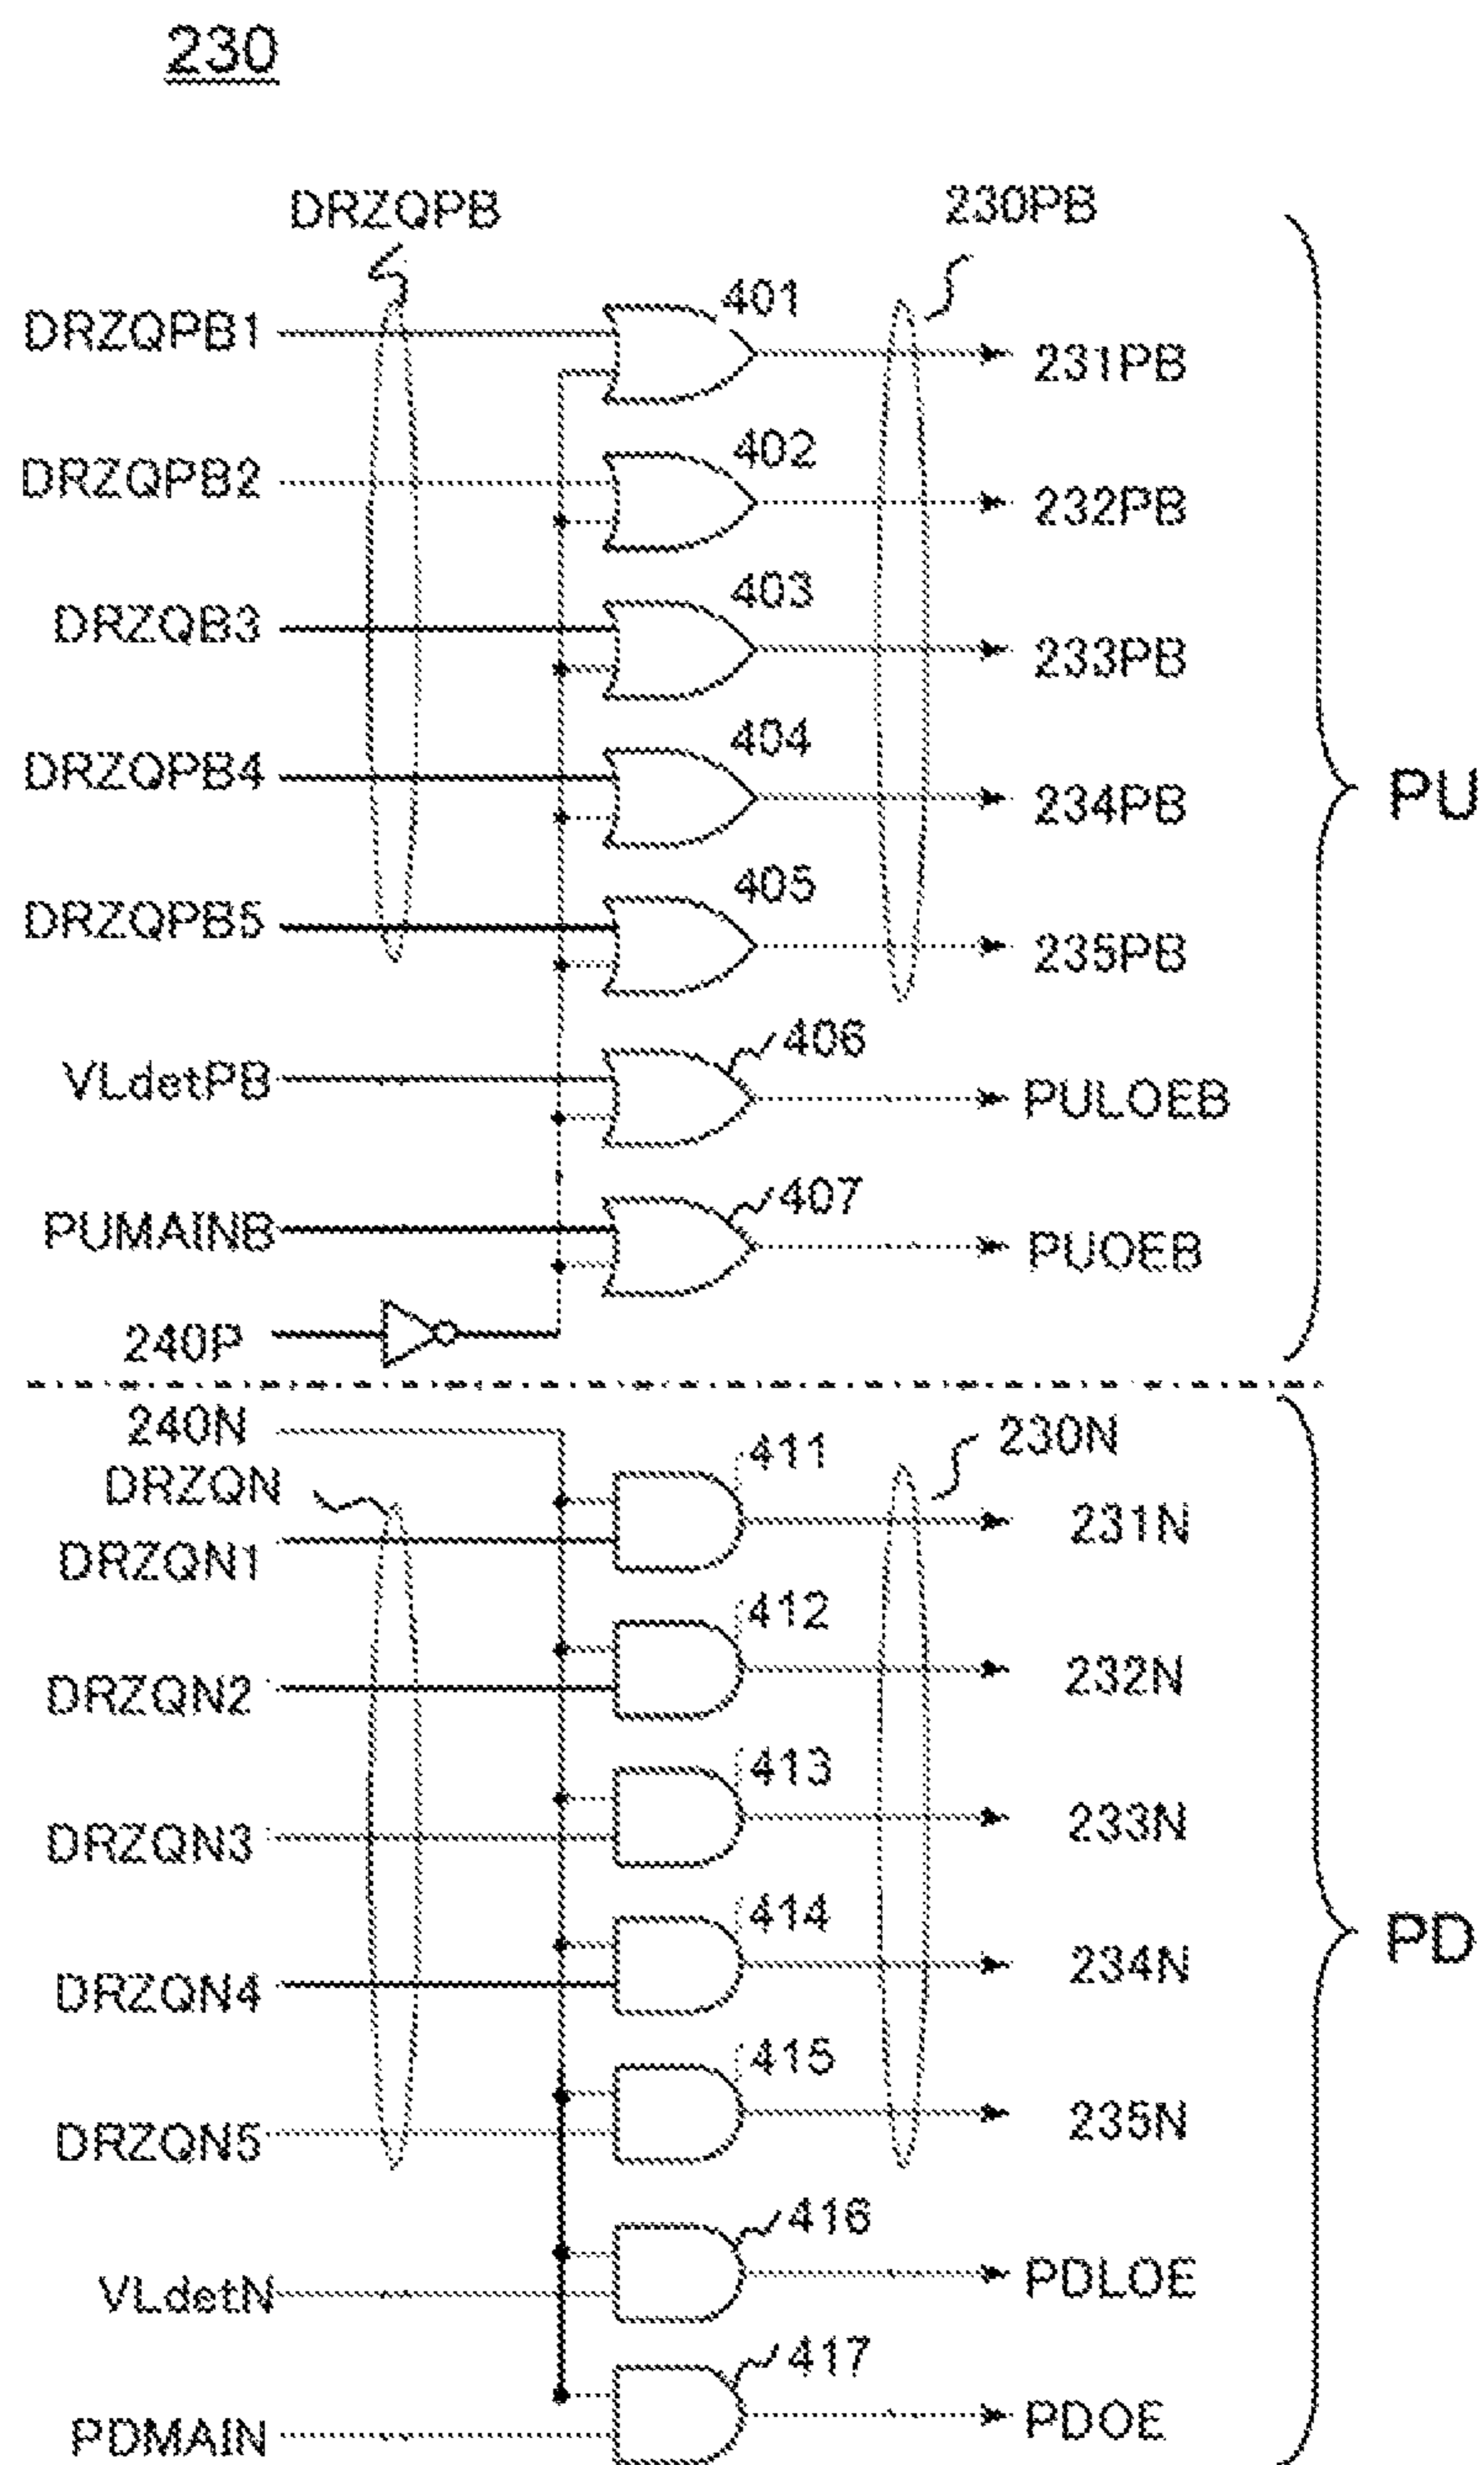 230
DRZQPB
230PB
DRZQPB1
401
231PB
DRZQPB2
402
232PB
DRZQB3
403
233PB
PU
DRZQPB4
404
234PB
DRZQPB5
405
235PB
VLdetPB
406
PULOEB
PUMAINB
407
PUOEB
240P
240N
DRZQN
230N
DRZQN1
411
231N
DRZQN2
412
232N
DRZQN3
413
233N
PD
DRZQN4
414
234N
DRZQN5
415
235N
VLdetN
416
PDLOE
PDMAIN
417
PDOE